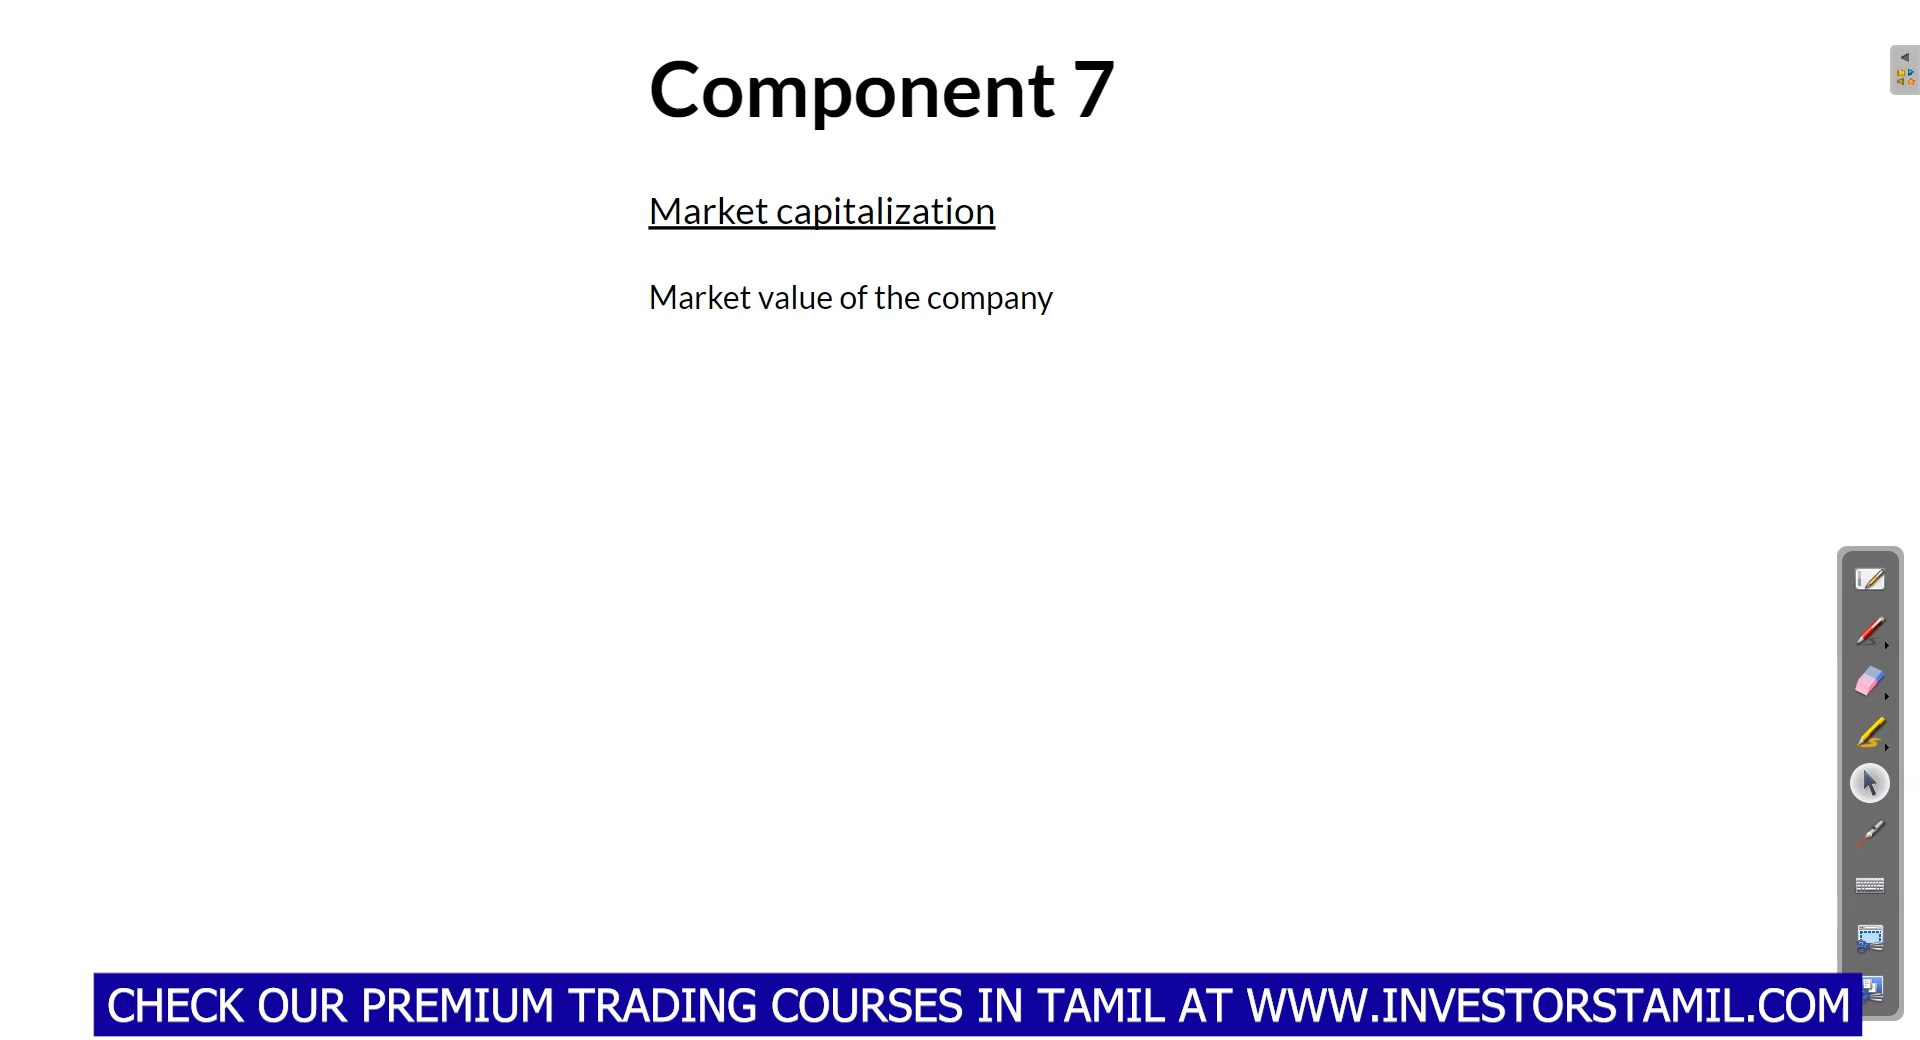 Component 7
Market capitalization
Market value of the company
CHECK OUR PREMIUM TRADING COURSES IN TAMIL AT WWW.INVESTORSTAMIL.COM